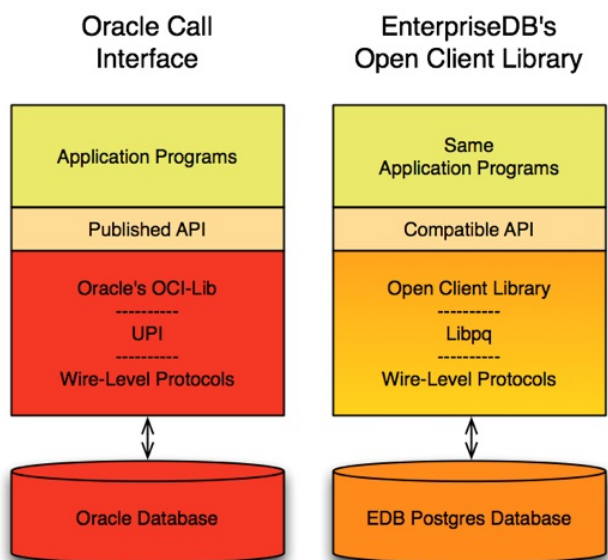 Oracle Call
Interface
Application Programs
Published API
Oracle's OCI-Lib
----------
UPI
----------
Wire-Level Protocols
Oracle Database
EnterpriseDB's
Open Client Library
Same
Application Programs
Compatible API
Open Client Library
----------
Libpq
----------
Wire-Level Protocols
EDB Postgres Database